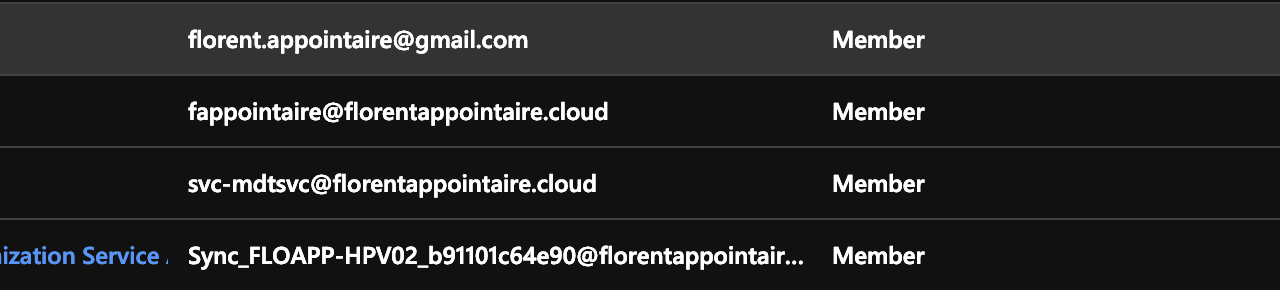 florent.appointaire@gmail.com Member
fappointaire@florentappointaire.cloud Member
svc-mdtsvc@florentappointaire.cloud Member
ization Service Sync_FLOAPP-HPV02_b91101c64e90@florentappointair... Member